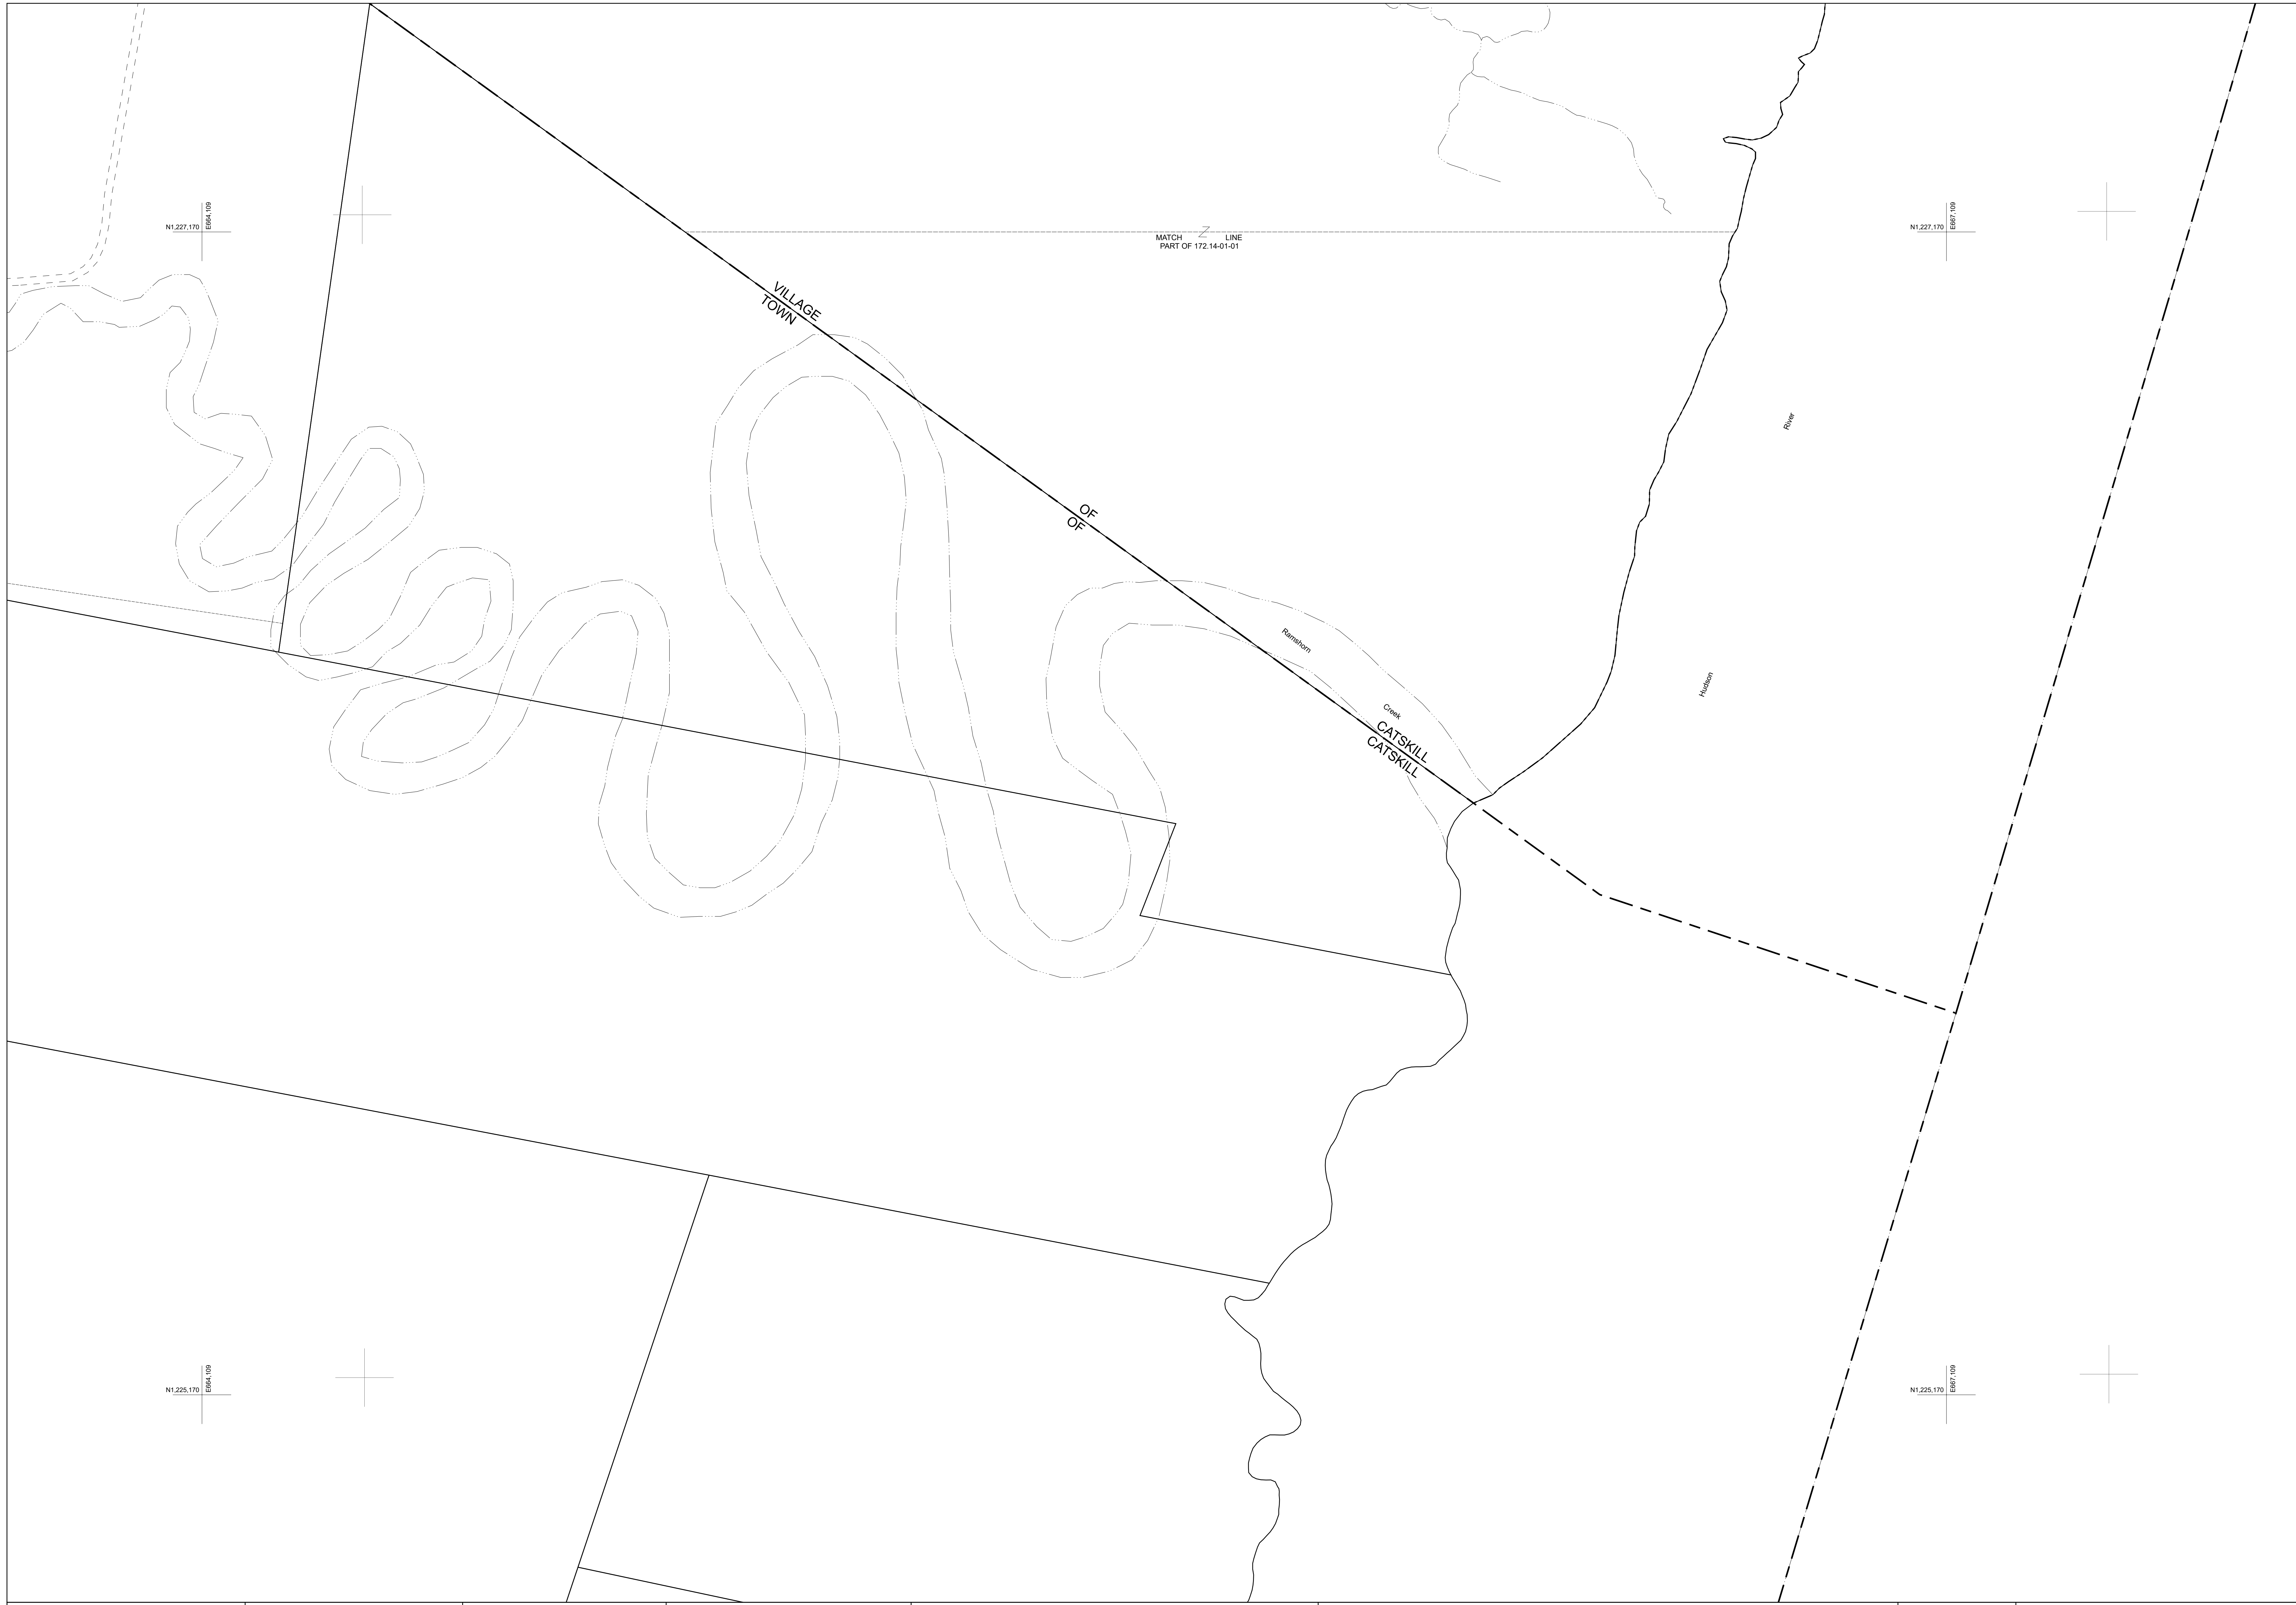 N1,227,170
E664,109
MATCH Z LINE
PART OF 172.14-01-01
N1,227,170
E667,109
VILLAGE
TOWN
River
OF
OF
Ramshorn
Hudson
Creek
CATSKILL
CATSKILL
N1,225,170
E664,109
N1,225,170
E667,109